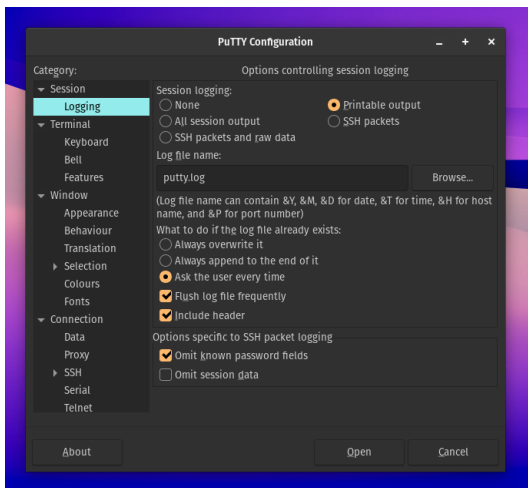 PuTTY Configuration
Category:
Session
Logging
Terminal
Keyboard
Bell
Features
Window
Appearance
Behaviour
Translation
Selection
Colours
Fonts
Connection
Data
Proxy
SSH
Serial
Telnet
Options controlling session logging
Session logging:
None
Printable output
All session output
SSH packets
SSH packets and raw data
Log file name:
putty.log
Browse...
(Log file name can contain &Y, &M, &D for date, &T for time, &H for host
name, and &P for port number)
What to do if the log file already exists:
Always overwrite it
Always append to the end of it
Ask the user every time
Flush log file frequently
Include header
Options specific to SSH packet logging
Omit known password fields
Omit session data
About
Open
Cancel